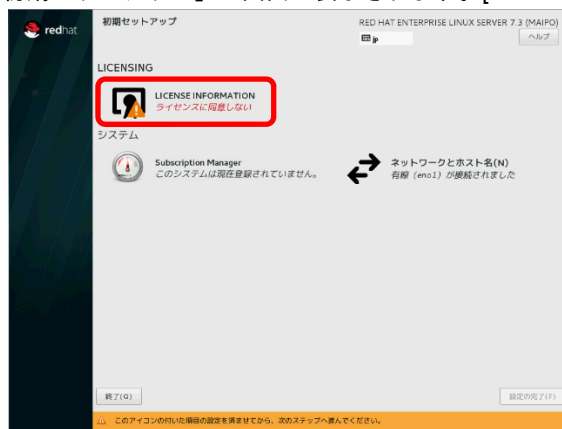 初期セットアップ
RED HAT ENTERPRISE LINUX SERVER 7.3 (MAIPO)
redhat
jp
ヘルプ
LICENSING
LICENSE INFORMATION
ライセンスに同意しない
システム
Subscription Manager
このシステムは現在登録されていません。
ネットワークとホスト名(N)
有線 (eno1) が接続されました
終了(Q)
設定の完了(F)
このアイコンの付いた項目の設定を済ませてから、次のステップへ進んでください。